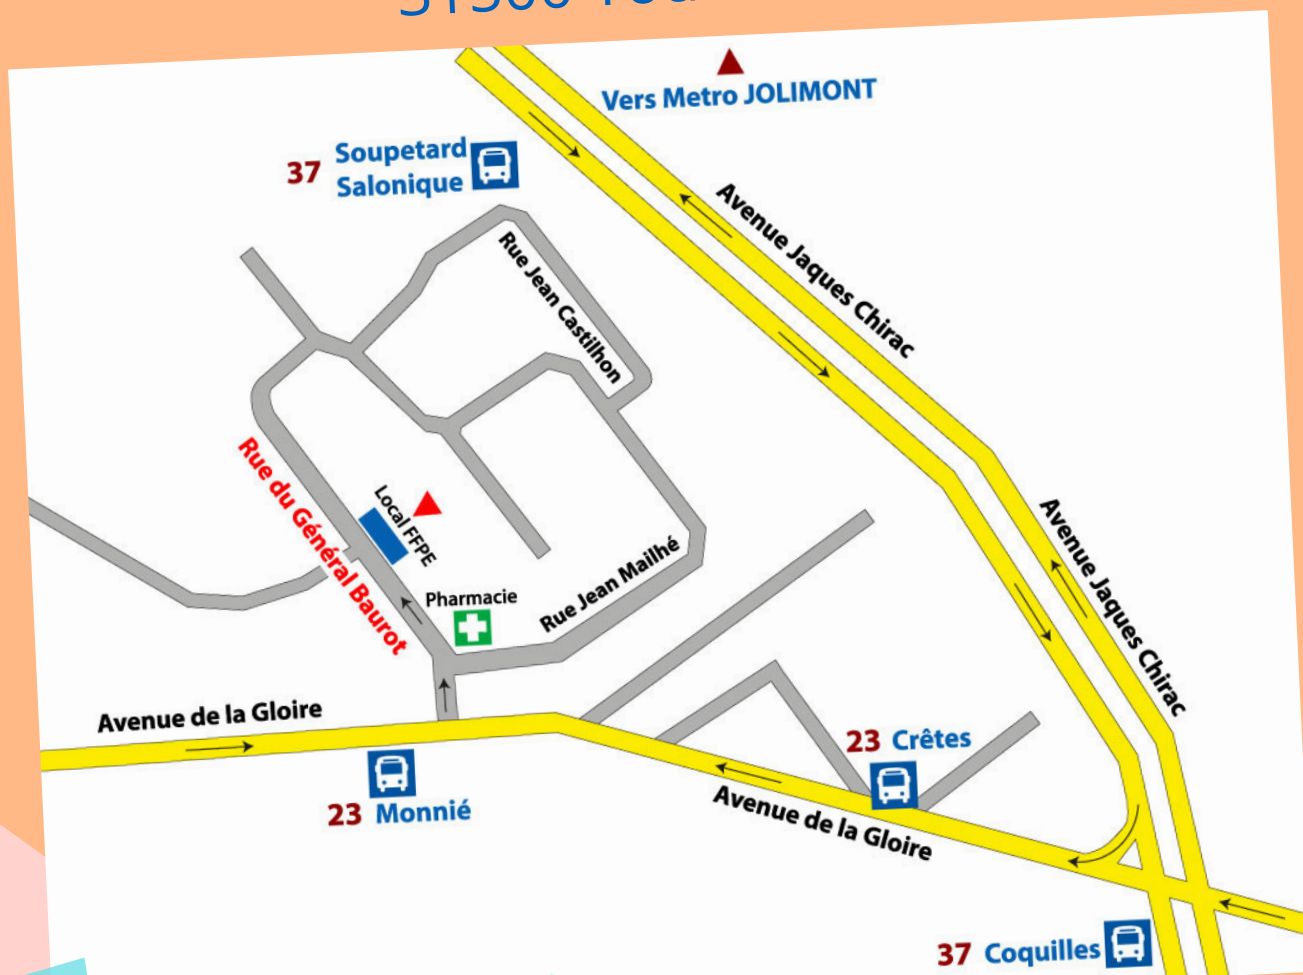 Vers Metro JOLIMONT
37 Soupetard
Salonique
Avenue Jaques Chirac
Rue Jean Castilhon
Rue du Général Baurot
Local FFPE
Avenue Jaques Chirac
Rue Jean Mailhé
Pharmacie
Avenue de la Gloire
23 Crêtes
23 Monnié
Avenue de la Gloire
37 Coquilles